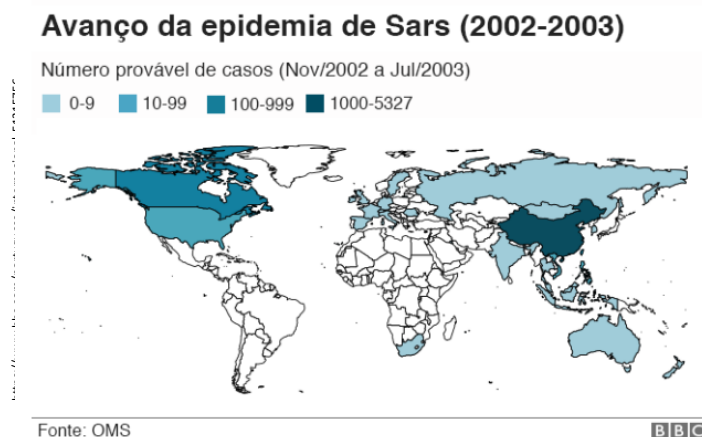 Avanço da epidemia de Sars (2002-2003)
Número provável de casos (Nov/2002 a Jul/2003)
0-9 10-99 100-999 1000-5327
Fonte: OMS
BBC